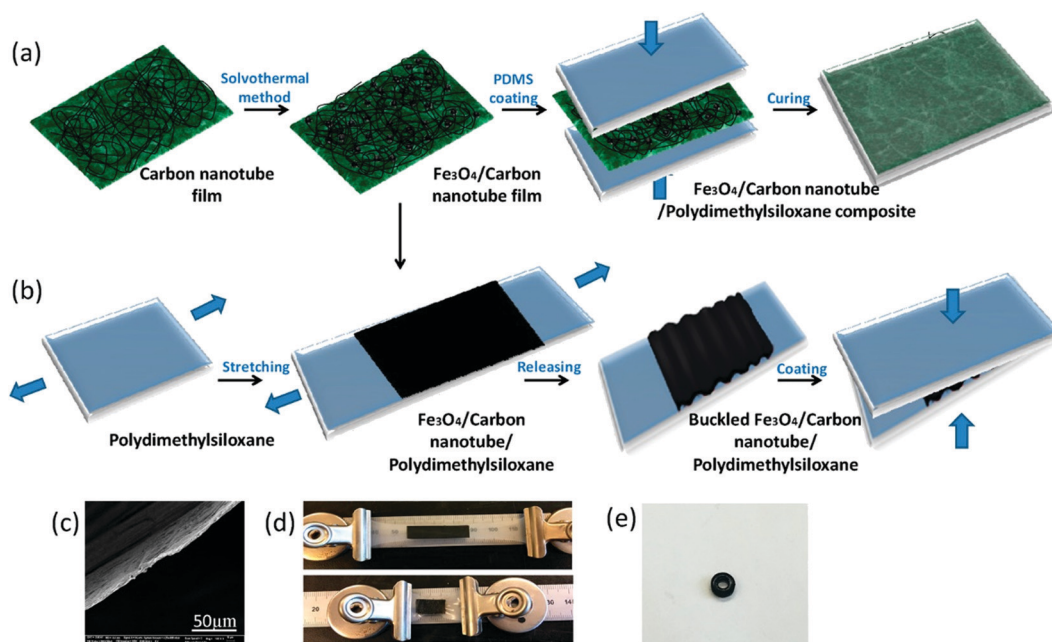 (a)
Solvothermal
method
PDMS
coating
Curing
Carbon nanotube
film
Fe₃O₄/Carbon
nanotube film
Fe₃O₄/Carbon nanotube
/Polydimethylsiloxane composite
(b)
Stretching
Releasing
Coating
Polydimethylsiloxane
Fe₃O₄/Carbon
nanotube/
Polydimethylsiloxane
Buckled Fe₃O₄/Carbon
nanotube/
Polydimethylsiloxane
(c)
50μm
(d)
20
(e)